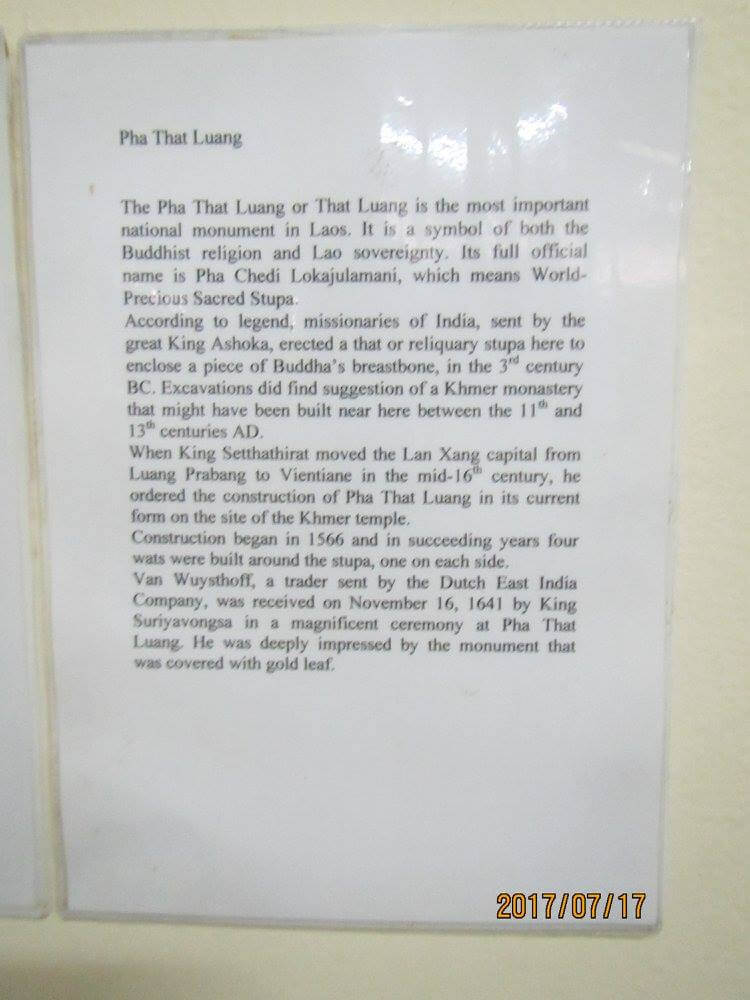 Pha That Luang
The Pha That Luang or That Luang is the most important
national monument in Laos. It is a symbol of both the
Buddhist religion and Lao sovereignty. Its full official
name is Pha Chedi Lokajulamani, which means World-
Precious Sacred Stupa.
According to legend, missionaries of India, sent by the
great King Ashoka, erected a that or reliquary stupa here to
enclose a piece of Buddha's breastbone, in the 3rd century
BC. Excavations did find suggestion of a Khmer monastery
that might have been built near here between the 11th and
13th centuries AD.
When King Setthathirat moved the Lan Xang capital from
Luang Prabang to Vientiane in the mid-16th century, he
ordered the construction of Pha That Luang in its current
form on the site of the Khmer temple.
Construction began in 1566 and in succeeding years four
wats were built around the stupa, one on each side.
Van Wuysthoff, a trader sent by the Dutch East India
Company, was received on November 16, 1641 by King
Suriyavongsa in a magnificent ceremony at Pha That
Luang. He was deeply impressed by the monument that
was covered with gold leaf.
2017/07/17